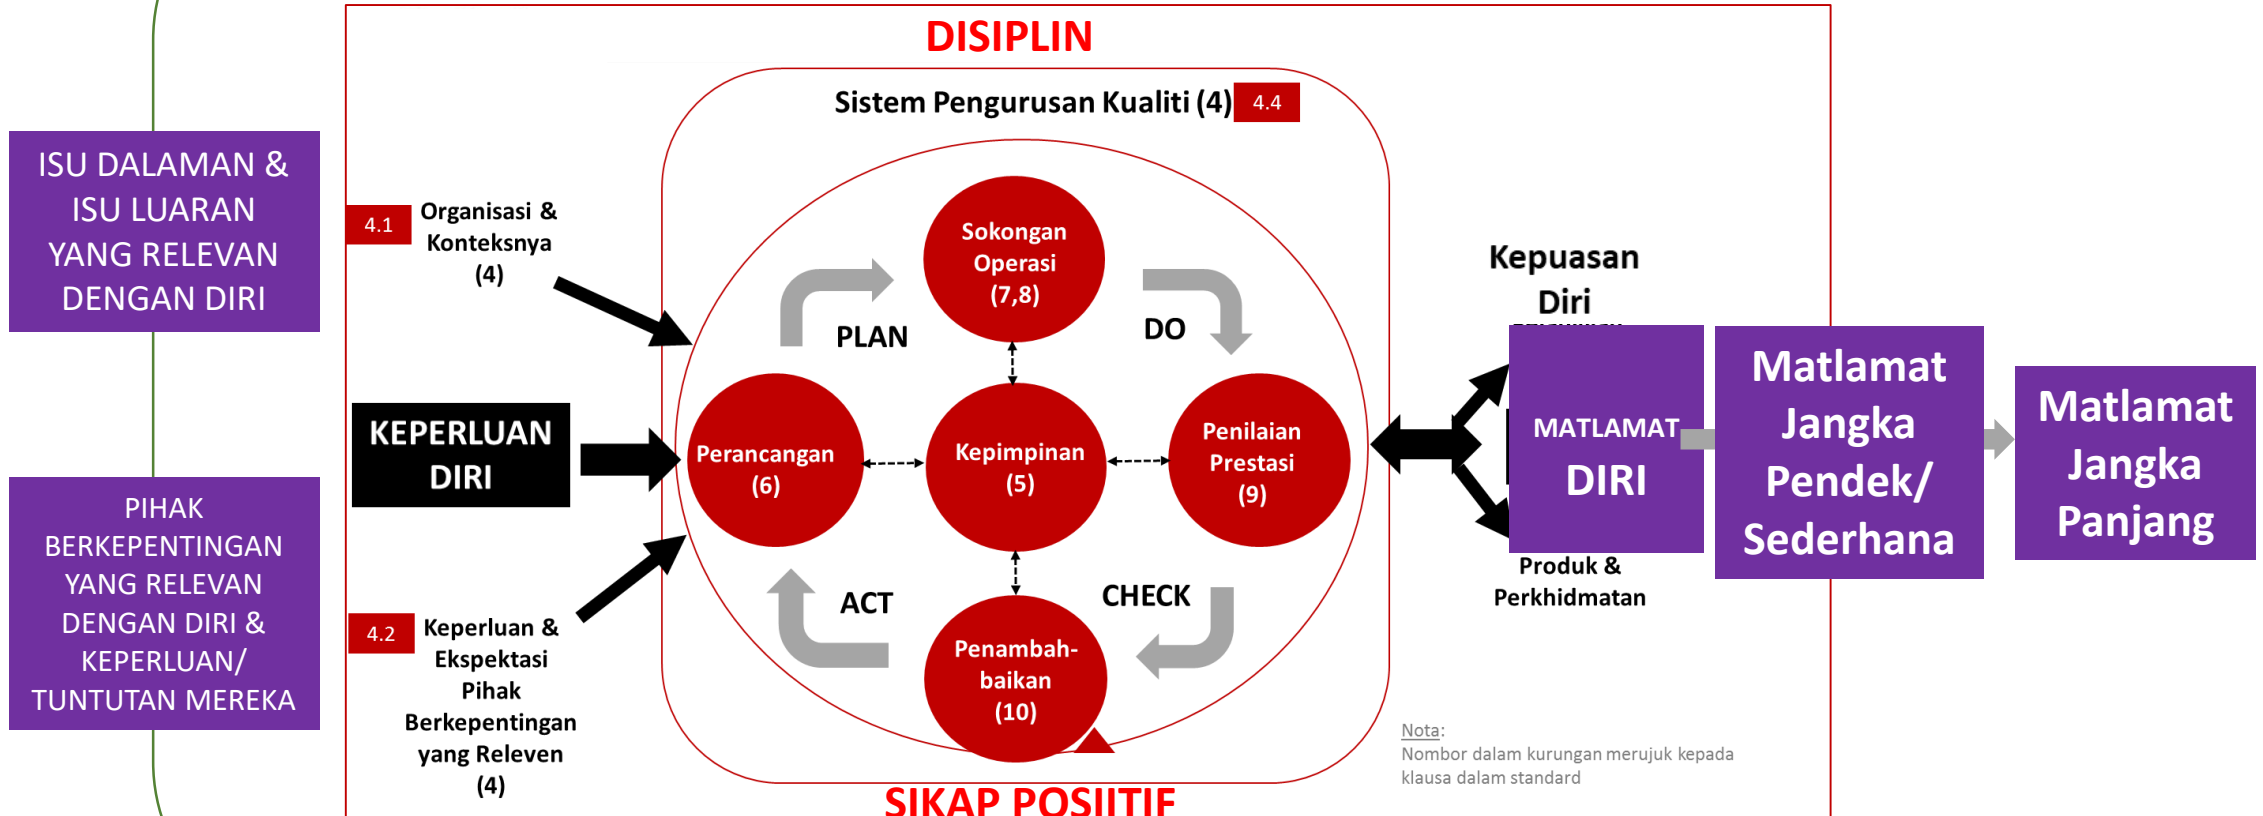 DISIPLIN
Sistem Pengurusan Kualiti (4)
4.4
ISU DALAMAN &
ISU LUARAN
YANG RELEVAN
DENGAN DIRI
4.1
Organisasi &
Konteksnya
(4)
Sokongan
Operasi
(7,8)
PLAN
DO
Kepuasan
Diri
KEPERLUAN
DIRI
Perancangan
(6)
Kepimpinan
(5)
Penilaian
Prestasi
(9)
MATLAMAT
DIRI
Matlamat
Jangka
Pendek/
Sederhana
Matlamat
Jangka
Panjang
PIHAK
BERKEPENTINGAN
YANG RELEVAN
DENGAN DIRI &
KEPERLUAN/
TUNTUTAN MEREKA
4.2
Keperluan &
Ekspektasi
Pihak
Berkepentingan
yang Releven
(4)
ACT
CHECK
Penambah-
baikan
(10)
Produk &
Perkhidmatan
Nota:
Nombor dalam kurungan merujuk kepada
klausa dalam standard
SIKAP POSIITIF